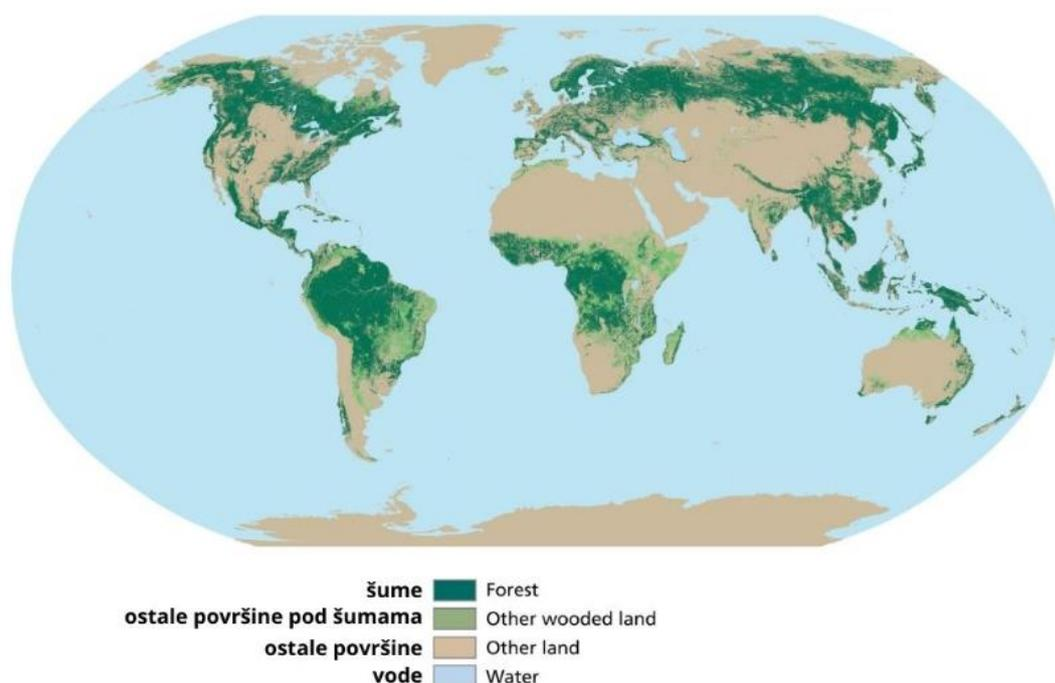 šume Forest
ostale površine pod šumama Other wooded land
ostale površine Other land
vode Water